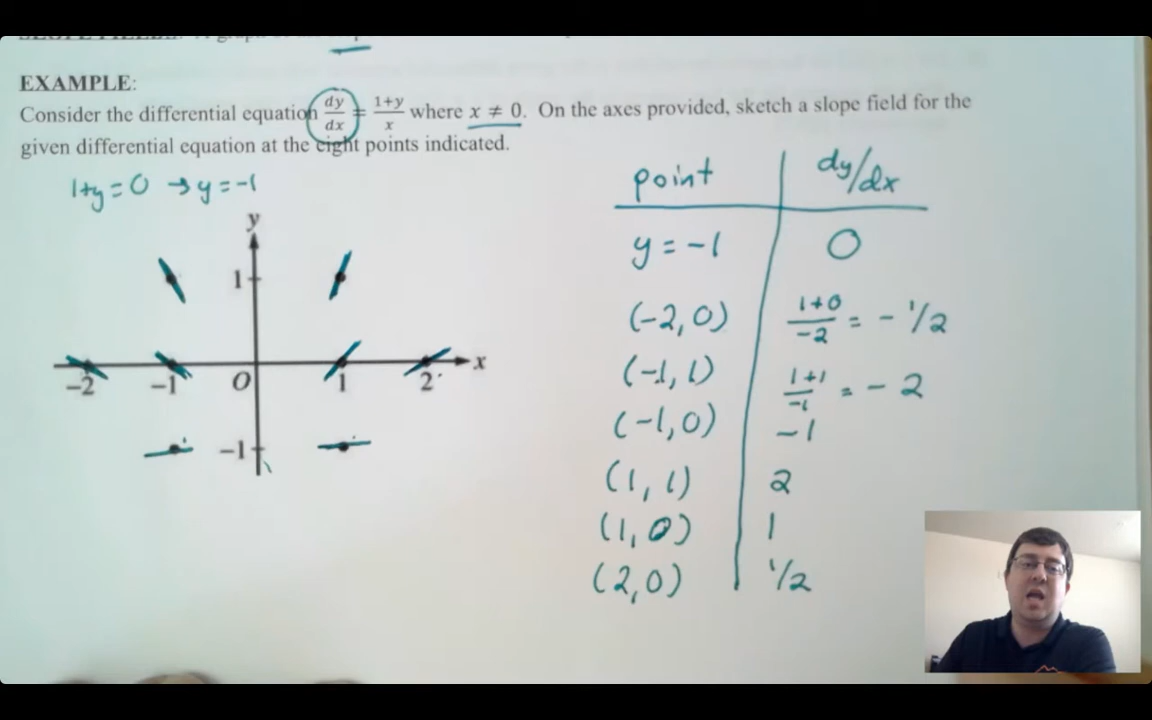 EXAMPLE:
Consider the differential equation dy/dx = 1+y/x where x ≠ 0. On the axes provided, sketch a slope field for the
given differential equation at the eight points indicated.
1+y=0 → y=-1
point dy/dx
y = -1 0
(-2,0) 1+0/-2 = - 1/2
(-1, 1) 1+1/-1 = - 2
(-1,0) -1
(1, 1) 2
(1,0) 1
(2,0) 1/2
y
1
-2 -1 O 1 2 x
-1